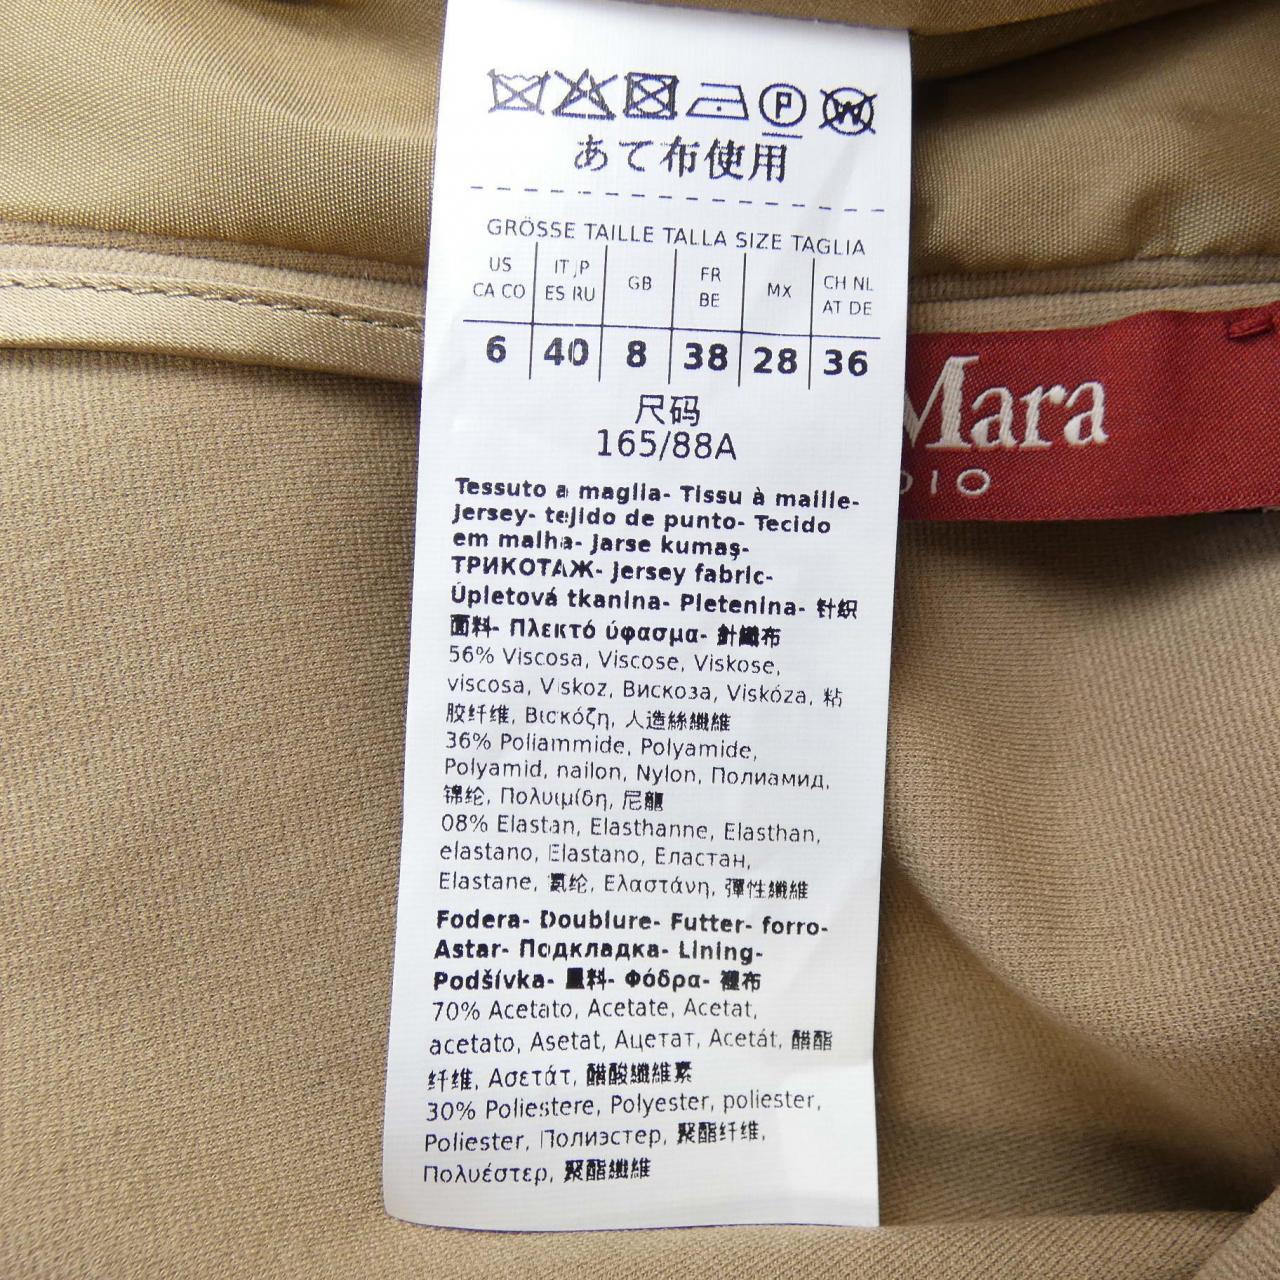 P W
あて布使用
GRÖSSE TAILLE TALLA SIZE TAGLIA
US CA CO IT JP ES RU GB FR BE MX CH NL AT DE
6 40 8 38 28 36
尺码
165/88A
Tessuto a maglia- Tissu à maille-
Jersey- tejido de punto- Tecido
em malha- Jarse kumaş-
ТРИКОТАЖ- Jersey fabric-
Úpletová tkanina- Pletenina- 针织
面料- Πλεκτό ύφασμα- 針織布
56% Viscosa, Viscose, Viskose,
viscosa, Viskoz, Вискоза, Viskóza, 粘
胶纤维, Βισκόζη, 人造絲纖維
36% Poliammide, Polyamide,
Polyamid, nailon, Nylon, Полиамид,
锦纶, Πολυιμίδη, 尼龍
08% Elastan, Elasthanne, Elasthan,
elastano, Elastano, Еластан,
Elastane, 氨纶, Ελαστάνη, 彈性纖維
Fodera- Doublure- Futter- forro-
Astar- Подкладка- Lining-
Podšívka- 里料- Φόδρα- 裡布
70% Acetato, Acetate, Acetat,
acetato, Asetat, Ацетат, Acetát, 醋酯
纤维, Ασετάτ, 醋酸纖維素
30% Poliestere, Polyester, poliester,
Poliester, Полиэстер, 聚酯纤维,
Πολυέστερ, 聚酯纖維
Mara
DIO